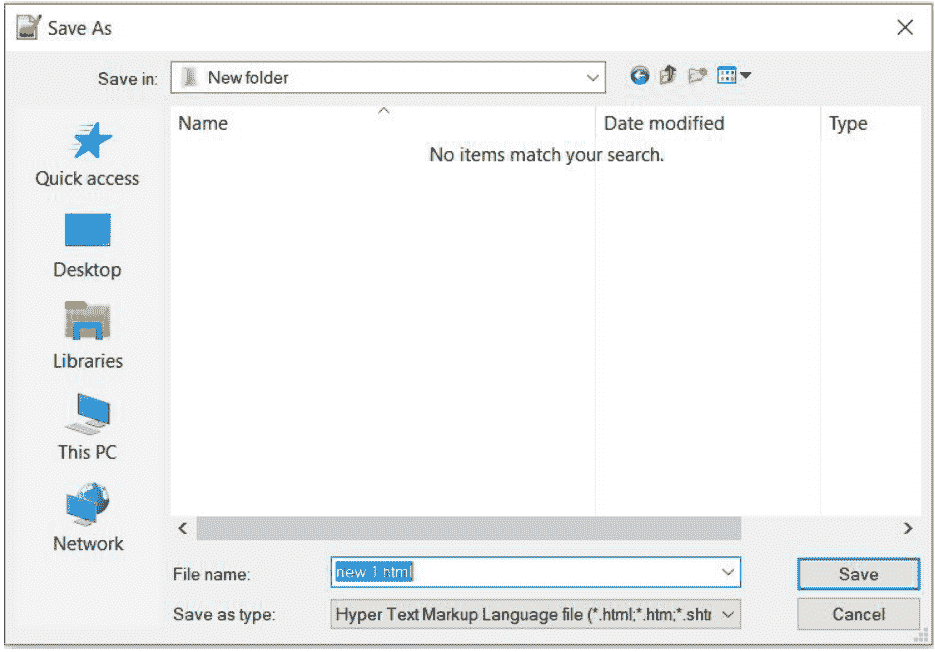 Save As
Save in: New folder
Name Date modified Type
No items match your search.
Quick access
Desktop
Libraries
This PC
Network
File name: new 1.html Save
Save as type: Hyper Text Markup Language file (*.html;*.htm;*.shtr Cancel